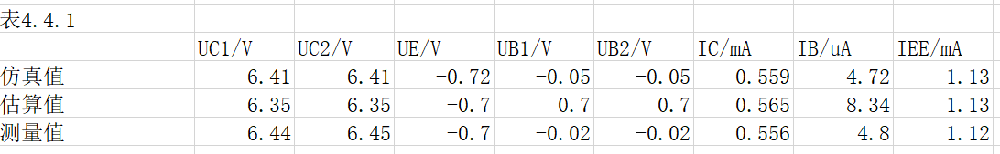 表4.4.1
UC1/V UC2/V UE/V UB1/V UB2/V IC/mA IB/uA IEE/mA
仿真值 6.41 6.41 -0.72 -0.05 -0.05 0.559 4.72 1.13
估算值 6.35 6.35 -0.7 0.7 0.7 0.565 8.34 1.13
测量值 6.44 6.45 -0.7 -0.02 -0.02 0.556 4.8 1.12